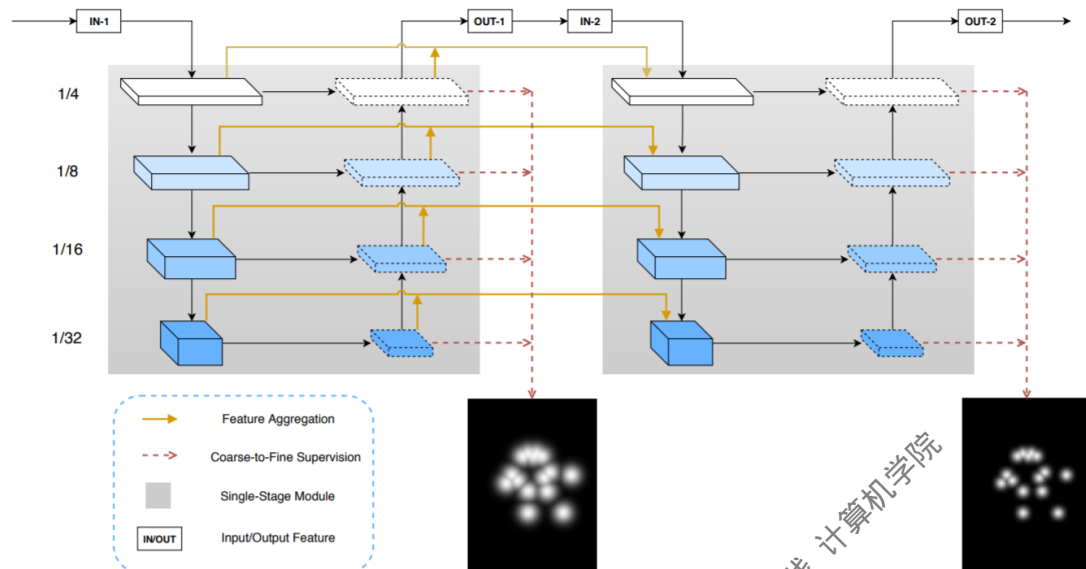 IN-1
OUT-1
IN-2
OUT-2
1/4
1/8
1/16
1/32
Feature Aggregation
Coarse-to-Fine Supervision
Single-Stage Module
IN/OUT
Input/Output Feature
计算机学院